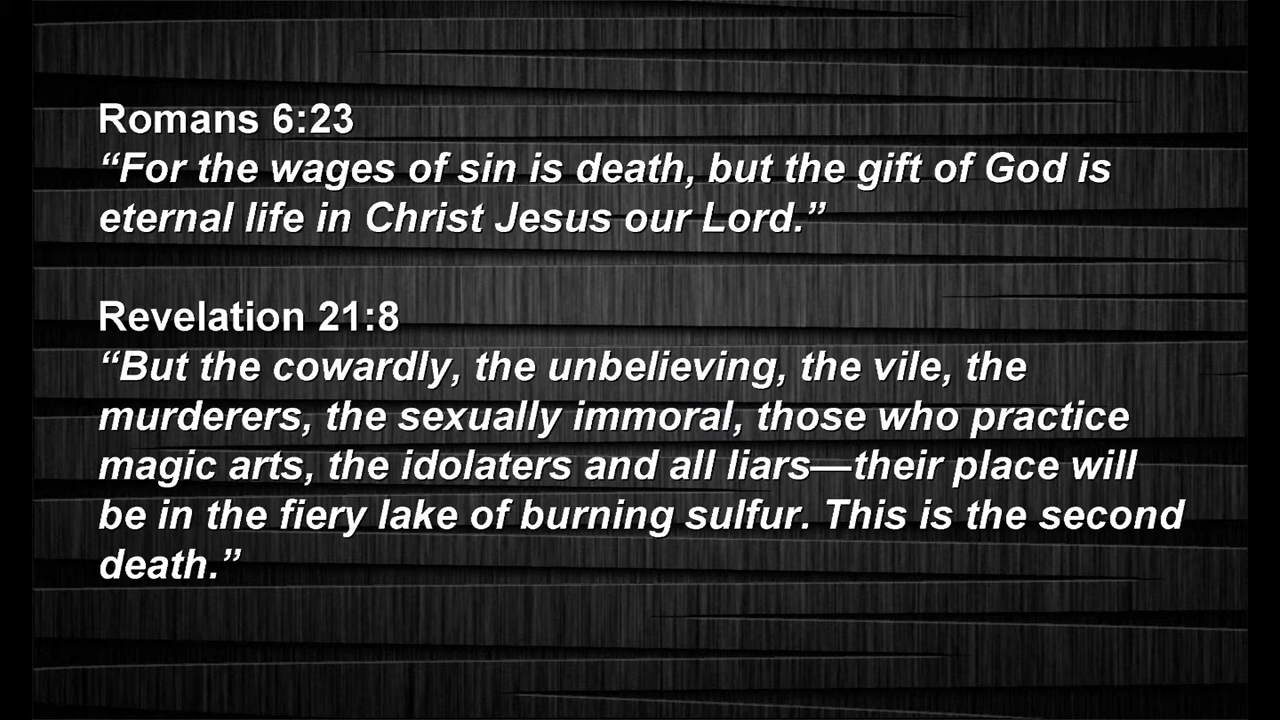 Romans 6:23
“For the wages of sin is death, but the gift of God is
eternal life in Christ Jesus our Lord.”
Revelation 21:8
“But the cowardly, the unbelieving, the vile, the
murderers, the sexually immoral, those who practice
magic arts, the idolaters and all liars—their place will
be in the fiery lake of burning sulfur. This is the second
death.”